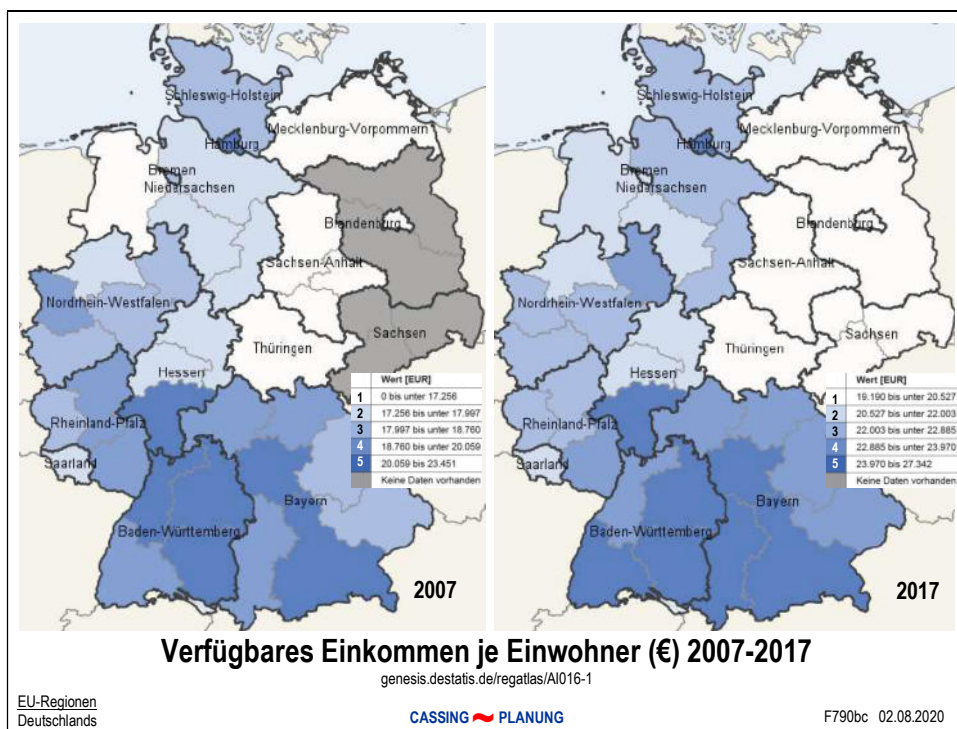 Schleswig-Holstein
Mecklenburg-Vorpommern
Hamburg
Bremen
Niedersachsen
Brandenburg
Sachsen-Anhalt
Nordrhein-Westfalen
Sachsen
Thüringen
Hessen
Rheinland-Pfalz
Saarland
Bayern
Baden-Württemberg
Wert [EUR]
1 0 bis unter 17.256
2 17.256 bis unter 17.997
3 17.997 bis unter 18.760
4 18.760 bis unter 20.059
5 20.059 bis 23.451
Keine Daten vorhanden
2007
Schleswig-Holstein
Mecklenburg-Vorpommern
Hamburg
Bremen
Niedersachsen
Brandenburg
Sachsen-Anhalt
Nordrhein-Westfalen
Sachsen
Thüringen
Hessen
Rheinland-Pfalz
Saarland
Bayern
Baden-Württemberg
Wert [EUR]
1 19.190 bis unter 20.527
2 20.527 bis unter 22.003
3 22.003 bis unter 22.885
4 22.885 bis unter 23.970
5 23.970 bis 27.342
Keine Daten vorhanden
2017
Verfügbares Einkommen je Einwohner (€) 2007-2017
genesis.destatis.de/regatlas/AI016-1
EU-Regionen
Deutschlands
CASSING PLANUNG
F790bc 02.08.2020